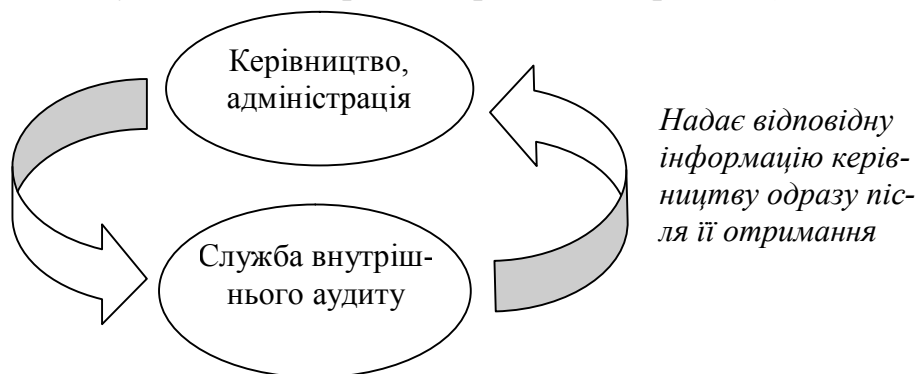 Керівництво,
адміністрація
Надає відповідну
інформацію керів-
ництву одразу піс-
ля її отримання
Служба внутріш-
нього аудиту